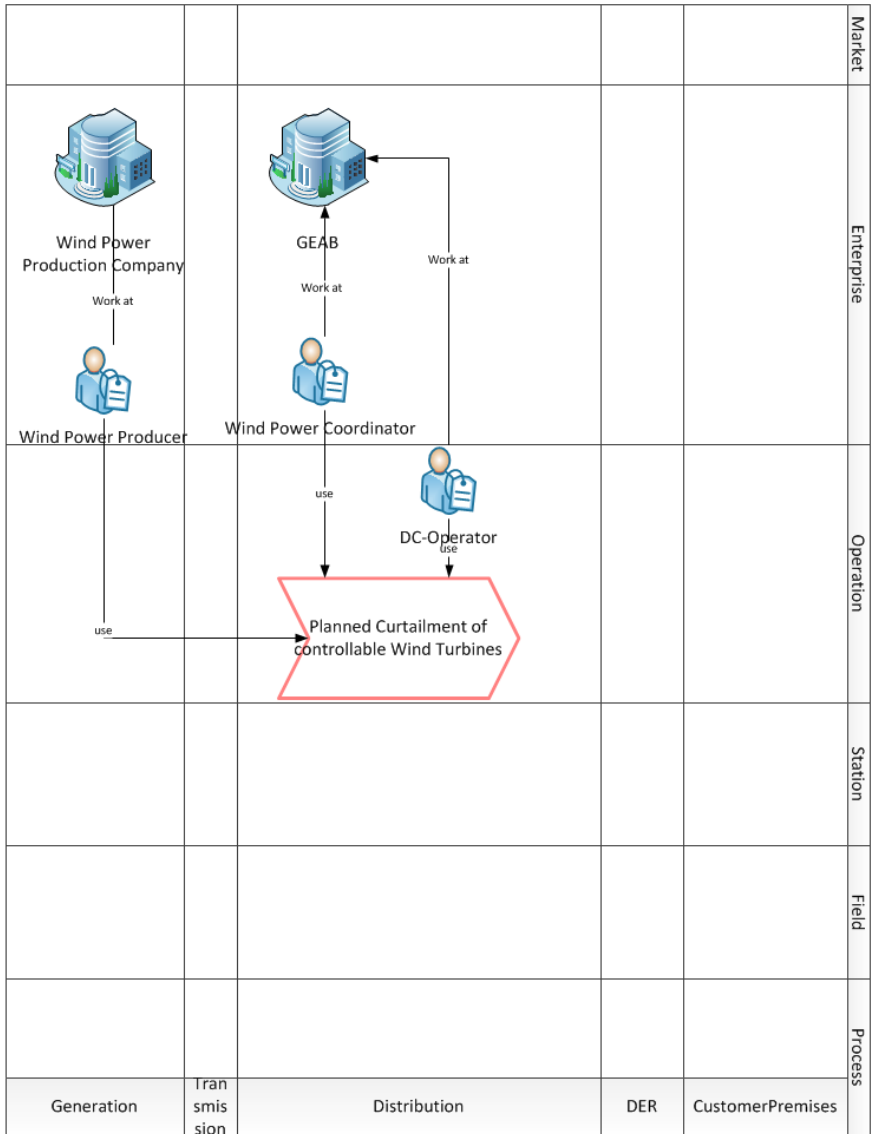 Market
Wind Power
Production Company
GEAB
Work at
Work at
Work at
Enterprise
Wind Power Producer
Wind Power Coordinator
use
DC-Operator
use
Operation
Planned Curtailment of
controllable Wind Turbines
use
Station
Field
Process
Generation
Tran
smis
sion
Distribution
DER
CustomerPremises